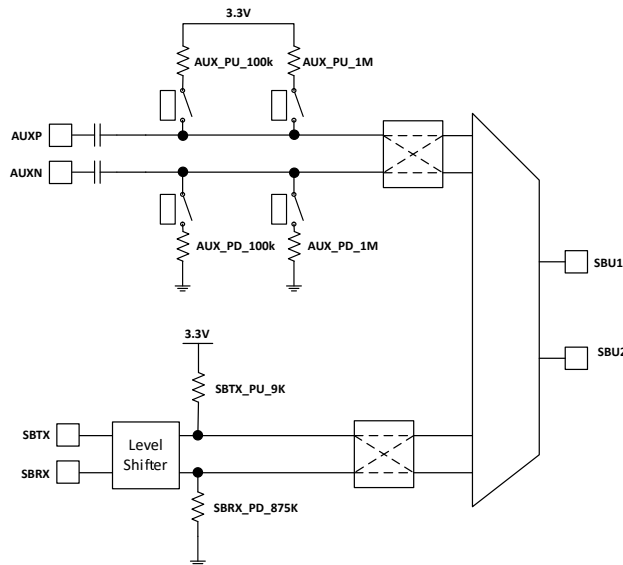 3.3V
AUX_PU_100k
AUX_PU_1M
AUXP
AUXN
AUX_PD_100k
AUX_PD_1M
SBU1
SBU2
3.3V
SBTX_PU_9K
SBTX
Level
Shifter
SBRX
SBRX_PD_875K